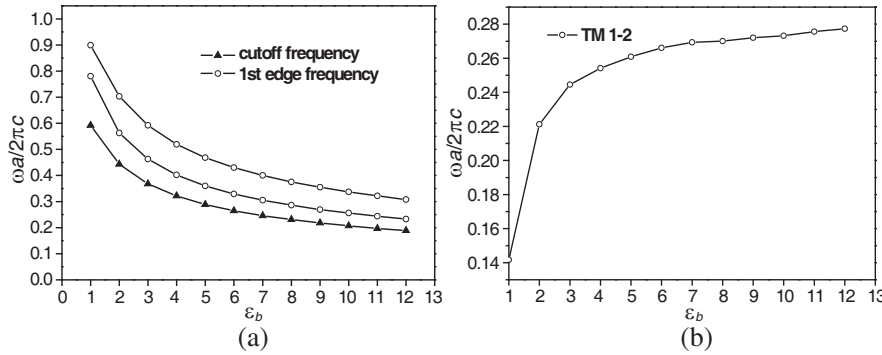 1.0
0.9
0.8
0.7
0.6
0.5
0.4
0.3
0.2
0.1
0.0
ωa/2πc
cutoff frequency
1st edge frequency
0 1 2 3 4 5 6 7 8 9 10 11 12 13
ε_b
(a)
0.28
0.26
0.24
0.22
0.20
0.18
0.16
0.14
ωa/2πc
TM 1-2
1 2 3 4 5 6 7 8 9 10 11 12 13
ε_b
(b)